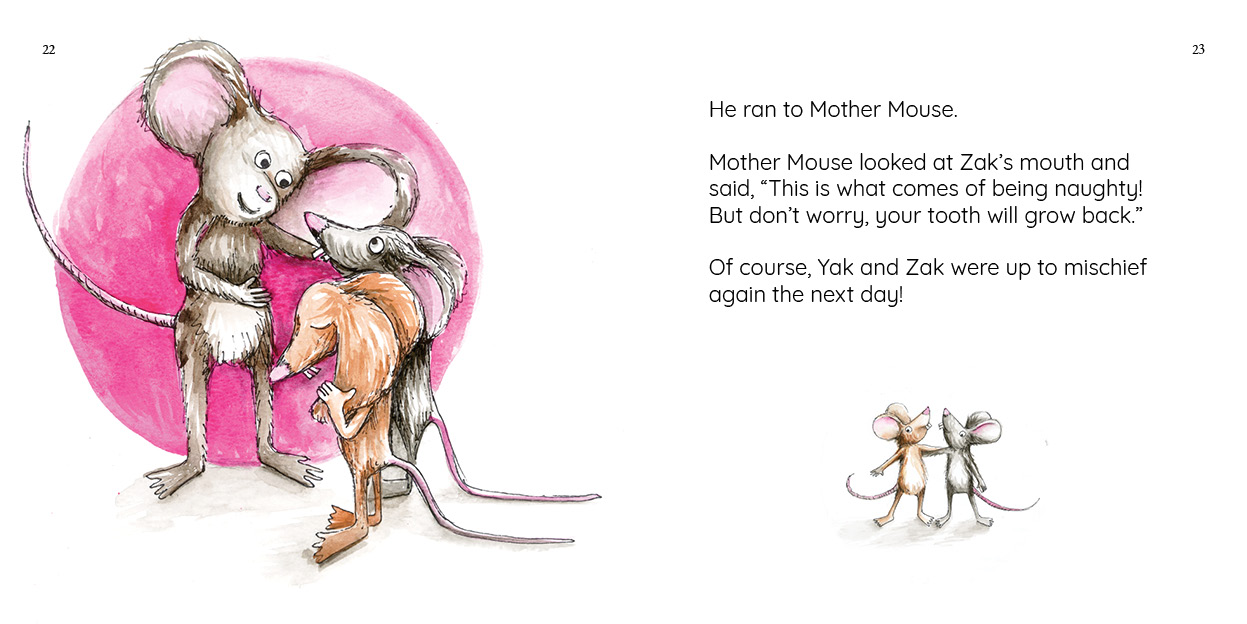 22
23
He ran to Mother Mouse.
Mother Mouse looked at Zak’s mouth and
said, “This is what comes of being naughty!
But don’t worry, your tooth will grow back.”
Of course, Yak and Zak were up to mischief
again the next day!